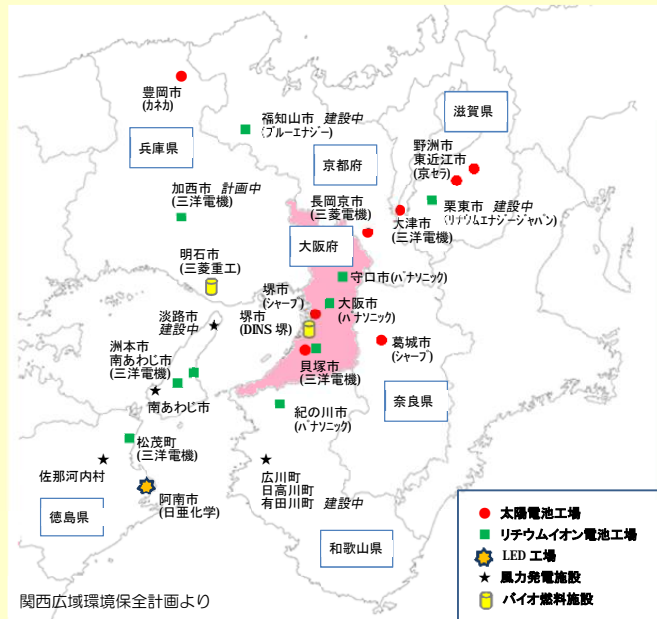 豊岡市
(カネカ)
福知山市 建設中
(ブルーエナジー)
滋賀県
兵庫県
京都府
野洲市
東近江市
(京セラ)
加西市 計画中
(三洋電機)
長岡京市
(三菱電機)
大津市
(三洋電機)
栗東市 建設中
(リチウムエナジージャパン)
大阪府
明石市
(三菱重工)
守口市(パナソニック)
堺市
(シャープ)
大阪市
(パナソニック)
淡路市
建設中
堺市
(DINS 堺)
葛城市
(シャープ)
洲本市
南あわじ市
(三洋電機)
貝塚市
(三洋電機)
奈良県
南あわじ市
紀の川市
(パナソニック)
松茂町
(三洋電機)
佐那河内村
広川町
日高川町
有田川町 建設中
阿南市
(日亜化学)
徳島県
和歌山県
太陽電池工場
リチウムイオン電池工場
LED 工場
風力発電施設
バイオ燃料施設
関西広域環境保全計画より